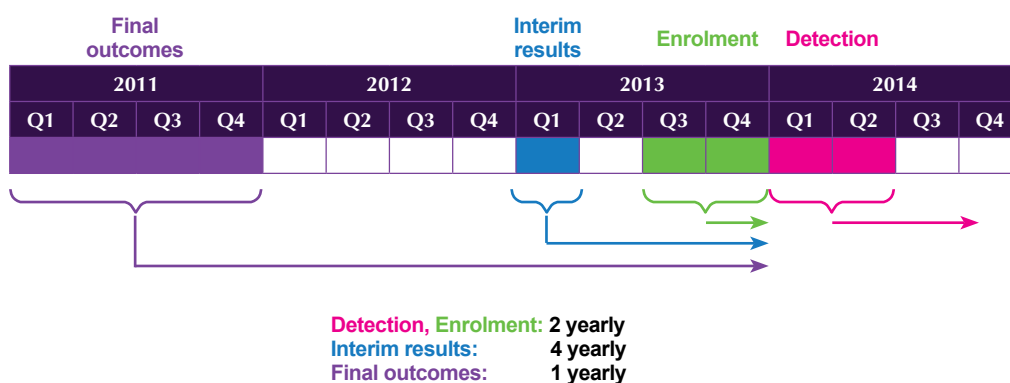 Final outcomes
Interim results
Enrolment
Detection
2011 2012 2013 2014
Q1 Q2 Q3 Q4 Q1 Q2 Q3 Q4 Q1 Q2 Q3 Q4 Q1 Q2 Q3 Q4
Detection, Enrolment: 2 yearly
Interim results: 4 yearly
Final outcomes: 1 yearly